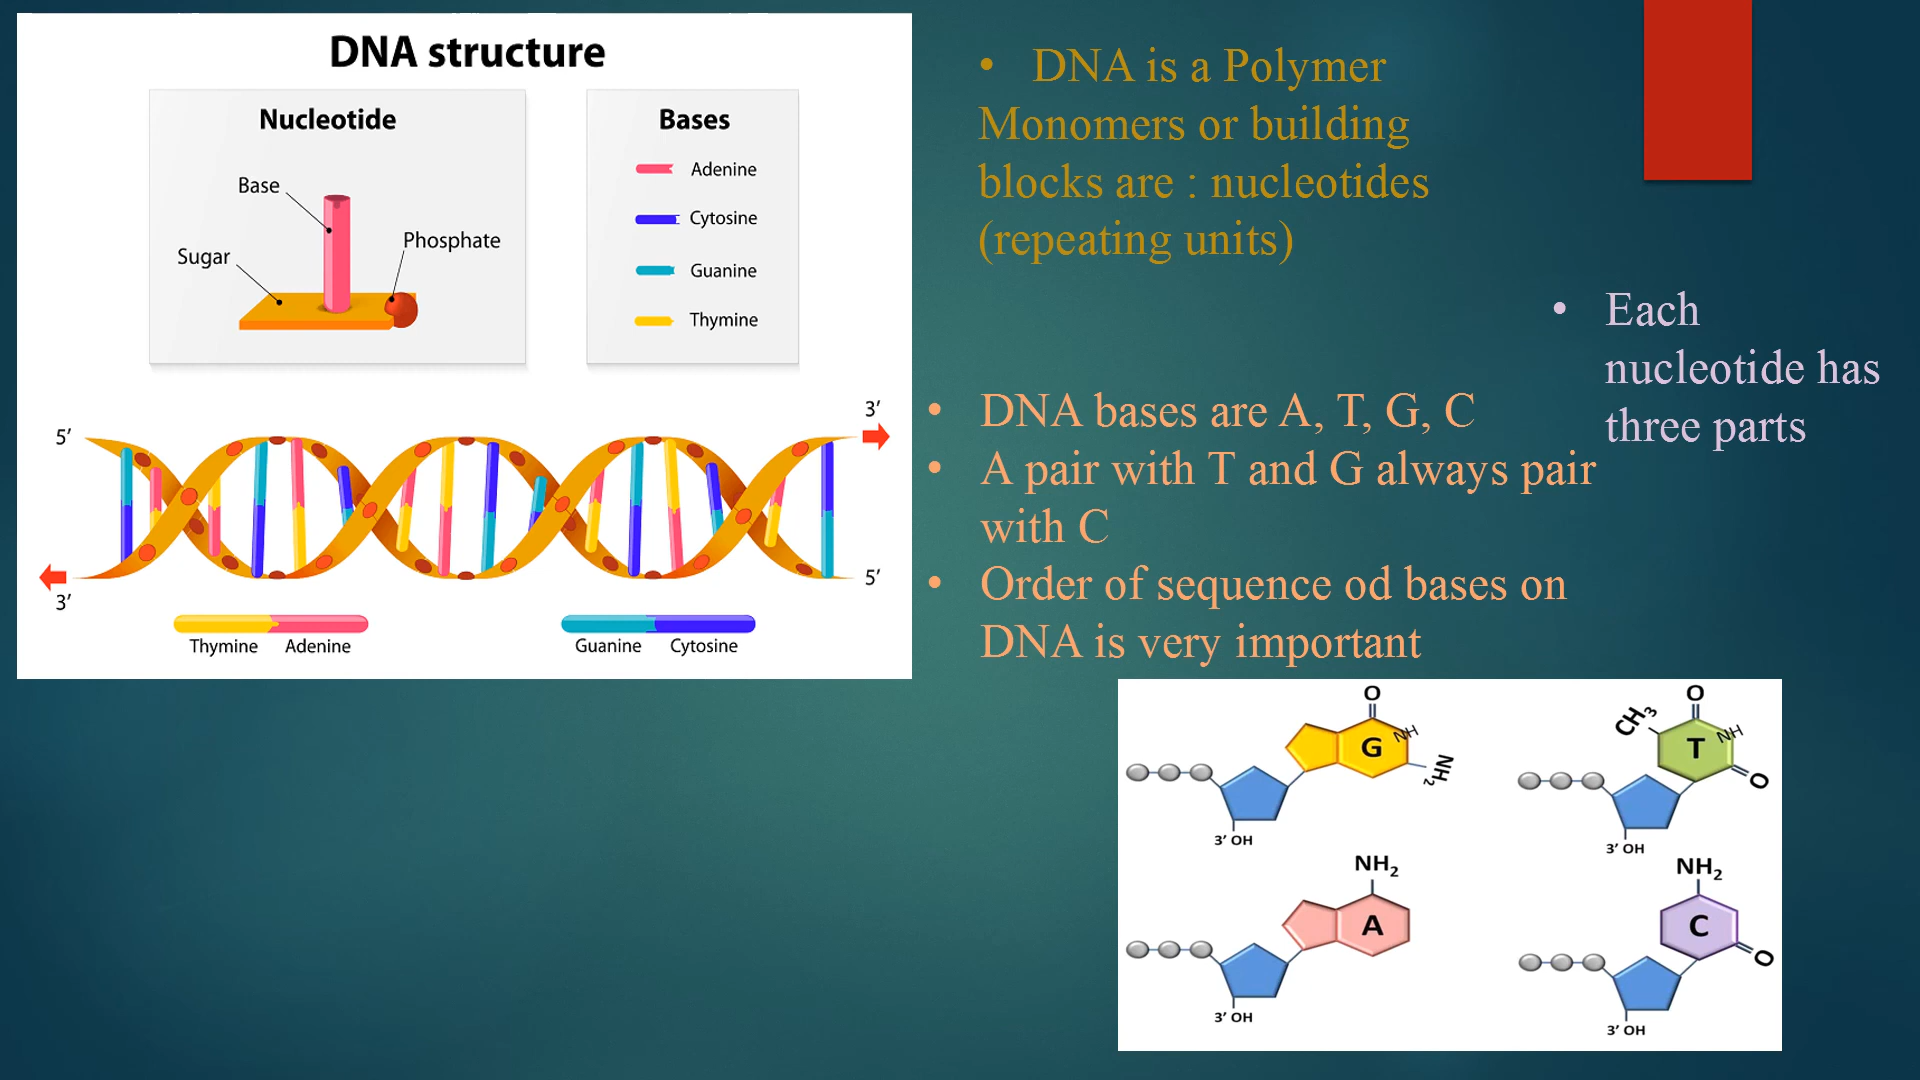 DNA structure
Nucleotide
Base
Sugar
Phosphate
Bases
Adenine
Cytosine
Guanine
Thymine
5’
3’
3’
5’
Thymine Adenine
Guanine Cytosine
• DNA is a Polymer
Monomers or building
blocks are : nucleotides
(repeating units)
• Each
nucleotide has
three parts
• DNA bases are A, T, G, C
• A pair with T and G always pair
with C
• Order of sequence od bases on
DNA is very important
O
G
NH
NH₂
3’ OH
O
CH₃
T
NH
O
3’ OH
NH₂
A
3’ OH
NH₂
C
O
3’ OH